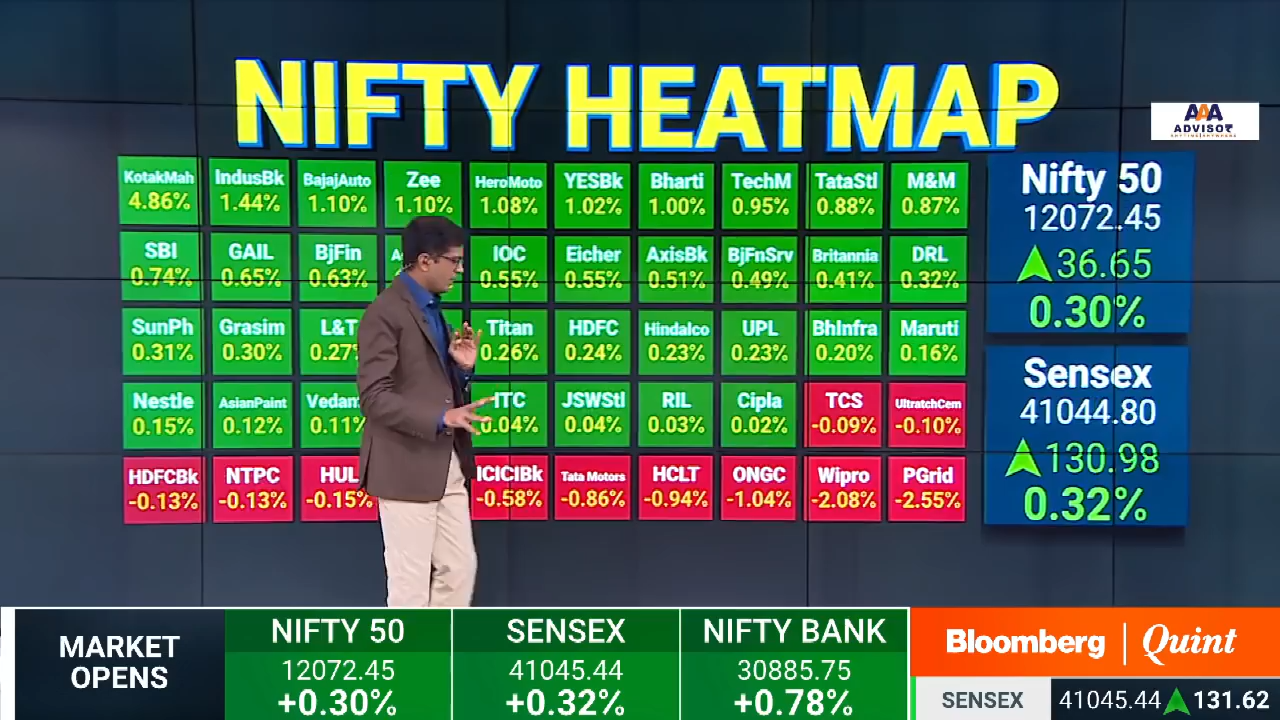 NIFTY HEATMAP
AAA
ADVISOR
KotakMah IndusBk BajajAuto Zee HeroMoto YESBk Bharti TechM TataStl M&M
4.86% 1.44% 1.10% 1.10% 1.08% 1.02% 1.00% 0.95% 0.88% 0.87%
SBI GAIL BjFin IOC Eicher AxisBk BjFnSrv Britannia DRL
0.74% 0.65% 0.63% 0.55% 0.55% 0.51% 0.49% 0.41% 0.32%
SunPh Grasim L&T Titan HDFC Hindalco UPL BhInfra Maruti
0.31% 0.30% 0.27% 0.26% 0.24% 0.23% 0.23% 0.20% 0.16%
Nestle AsianPaint Vedan ITC JSWStl RIL Cipla TCS UltratchCem
0.15% 0.12% 0.11% 0.04% 0.04% 0.03% 0.02% -0.09% -0.10%
HDFCBk NTPC HUL ICICIBk Tata Motors HCLT ONGC Wipro PGrid
-0.13% -0.13% -0.15% -0.58% -0.86% -0.94% -1.04% -2.08% -2.55%
Nifty 50
12072.45
36.65
0.30%
Sensex
41044.80
130.98
0.32%
MARKET
OPENS
NIFTY 50
12072.45
+0.30%
SENSEX
41045.44
+0.32%
NIFTY BANK
30885.75
+0.78%
Bloomberg | Quint
SENSEX 41045.44 131.62